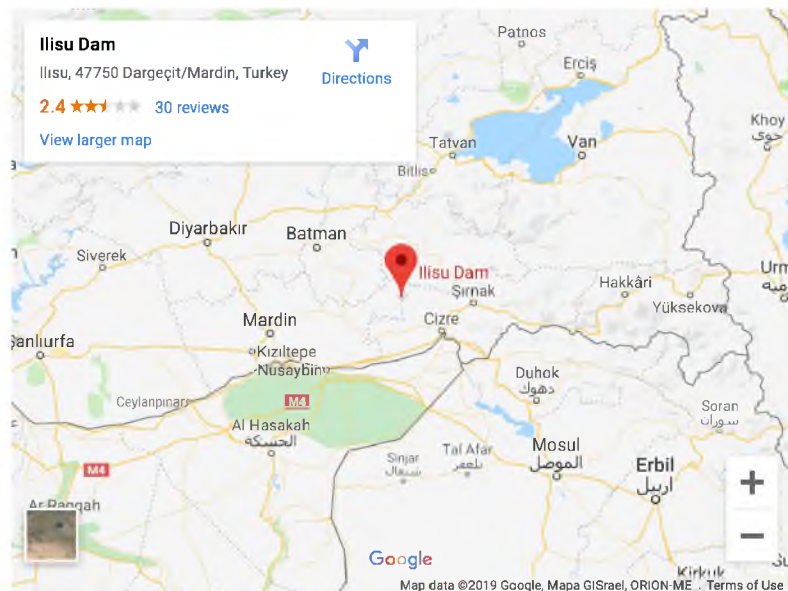 Ilisu Dam
Ilısu, 47750 Dargeçit/Mardin, Turkey
2.4
30 reviews
View larger map
Directions
Patnos
Erciş
Khoy
خوی
Tatvan
Van
Bitlis
Diyarbakır
Batman
Siverek
Ilísu Dam
Şırnak
Hakkâri
Yüksekova
Mardin
Cizre
Şanlıurfa
Kızıltepe
Nusaybin
Duhok
دهوك
Ceylanpınar
M4
Soran
سوران
Al Hasakah
الحسكة
Mosul
الموصل
Tal Afar
تلعفر
Sinjar
Erbil
اربيل
M4
Ar Raqqah
Google
Kirkuk
Map data ©2019 Google, Mapa GISrael, ORION-ME
Terms of Use